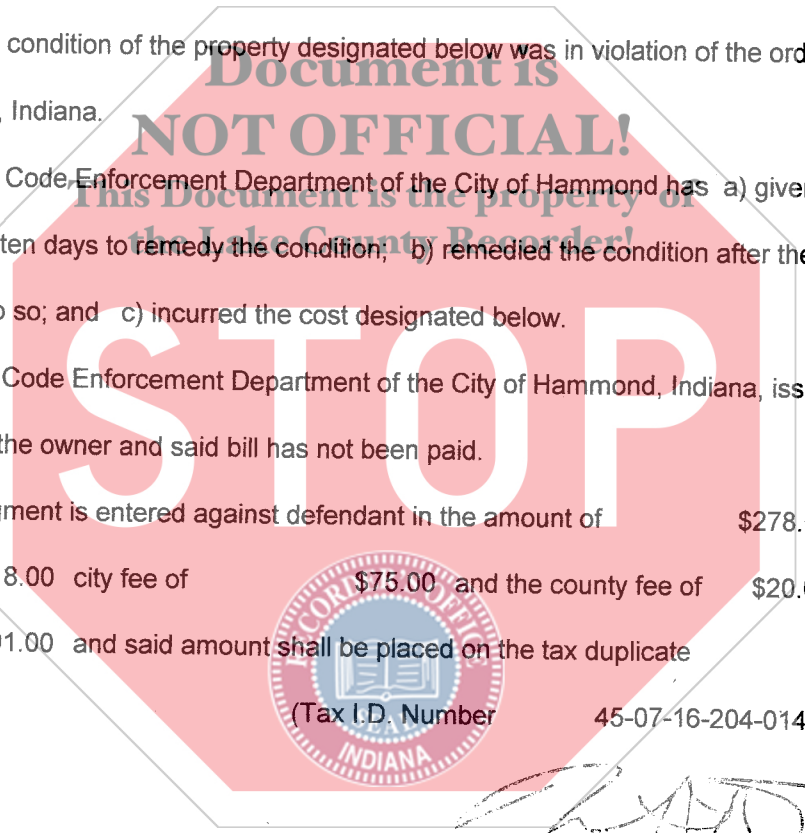 condition of the property designated below was in violation of the ord
Document is
, Indiana.
NOT OFFICIAL!
Code Enforcement Department of the City of Hammond has a) give
This Document is the property of
ten days to remedy the condition; b) remedied the condition after the
the Lake County Recorder!
o so; and c) incurred the cost designated below.
Code Enforcement Department of the City of Hammond, Indiana, iss
STOP
the owner and said bill has not been paid.
gment is entered against defendant in the amount of $278.
8.00 city fee of $75.00 and the county fee of $20.
RECORDER'S OFFICE
1.00 and said amount shall be placed on the tax duplicate
(Tax I.D. Number 45-07-16-204-014
SEAL
INDIANA